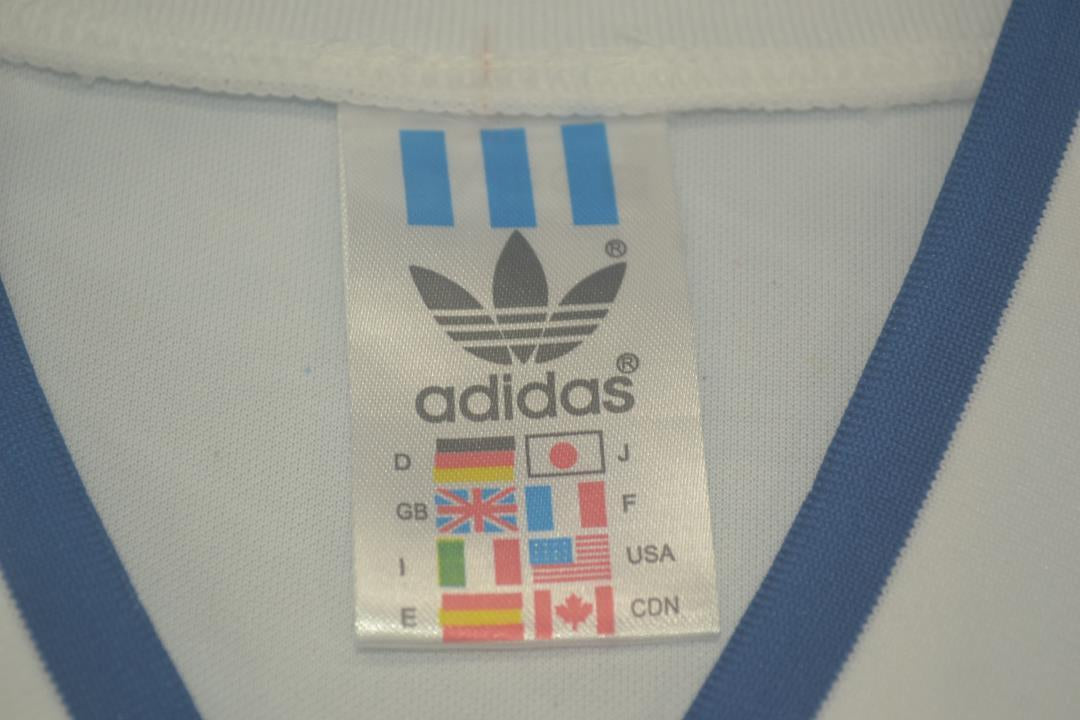 ®
®
adidas
D J
GB F
I USA
E CDN